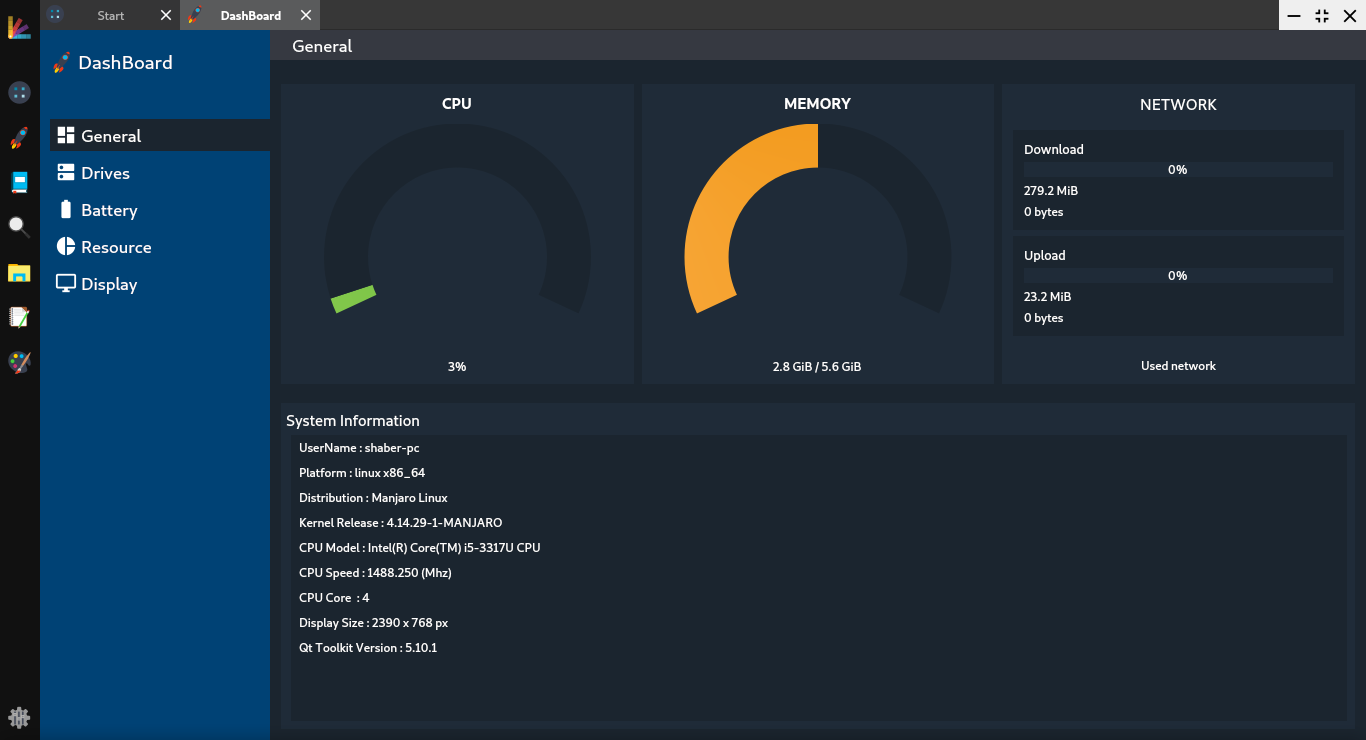 Start
DashBoard
DashBoard
General
General
Drives
Battery
Resource
Display
CPU
3%
MEMORY
2.8 GiB / 5.6 GiB
NETWORK
Download
0%
279.2 MiB
0 bytes
Upload
0%
23.2 MiB
0 bytes
Used network
System Information
UserName : shaber-pc
Platform : linux x86_64
Distribution : Manjaro Linux
Kernel Release : 4.14.29-1-MANJARO
CPU Model : Intel(R) Core(TM) i5-3317U CPU
CPU Speed : 1488.250 (Mhz)
CPU Core  : 4
Display Size : 2390 x 768 px
Qt Toolkit Version : 5.10.1